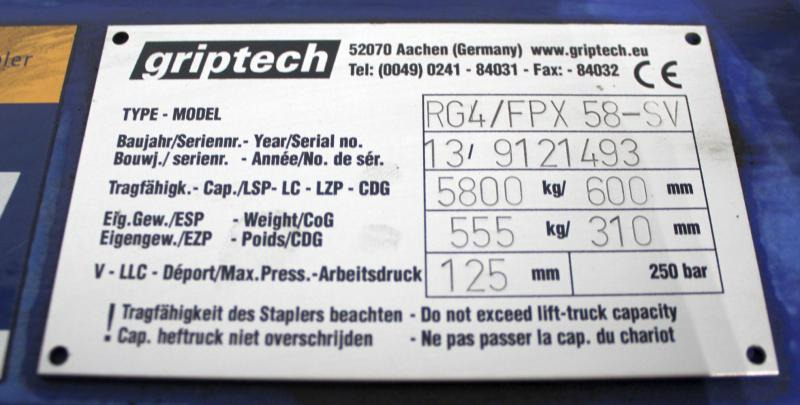 griptech 52070 Aachen (Germany) www.griptech.eu
Tel: (0049) 0241 - 84031 - Fax: - 84032 CE
TYPE - MODEL RG4/FPX 58-SV
Baujahr/Seriennr. - Year/Serial no.
Bouwj./ serienr. - Année/No. de sér. 13/ 9121493
Tragfähigk.- Cap./LSP- LC - LZP - CDG 5800 kg/ 600 mm
Eig.Gew./ESP - Weight/CoG
Eigengew./EZP - Poids/CDG 555 kg/ 310 mm
V - LLC - Déport/Max.Press.-Arbeitsdruck 125 mm 250 bar
! Tragfähigkeit des Staplers beachten - Do not exceed lift-truck capacity
Cap. heftruck niet overschrijden - Ne pas passer la cap. du chariot